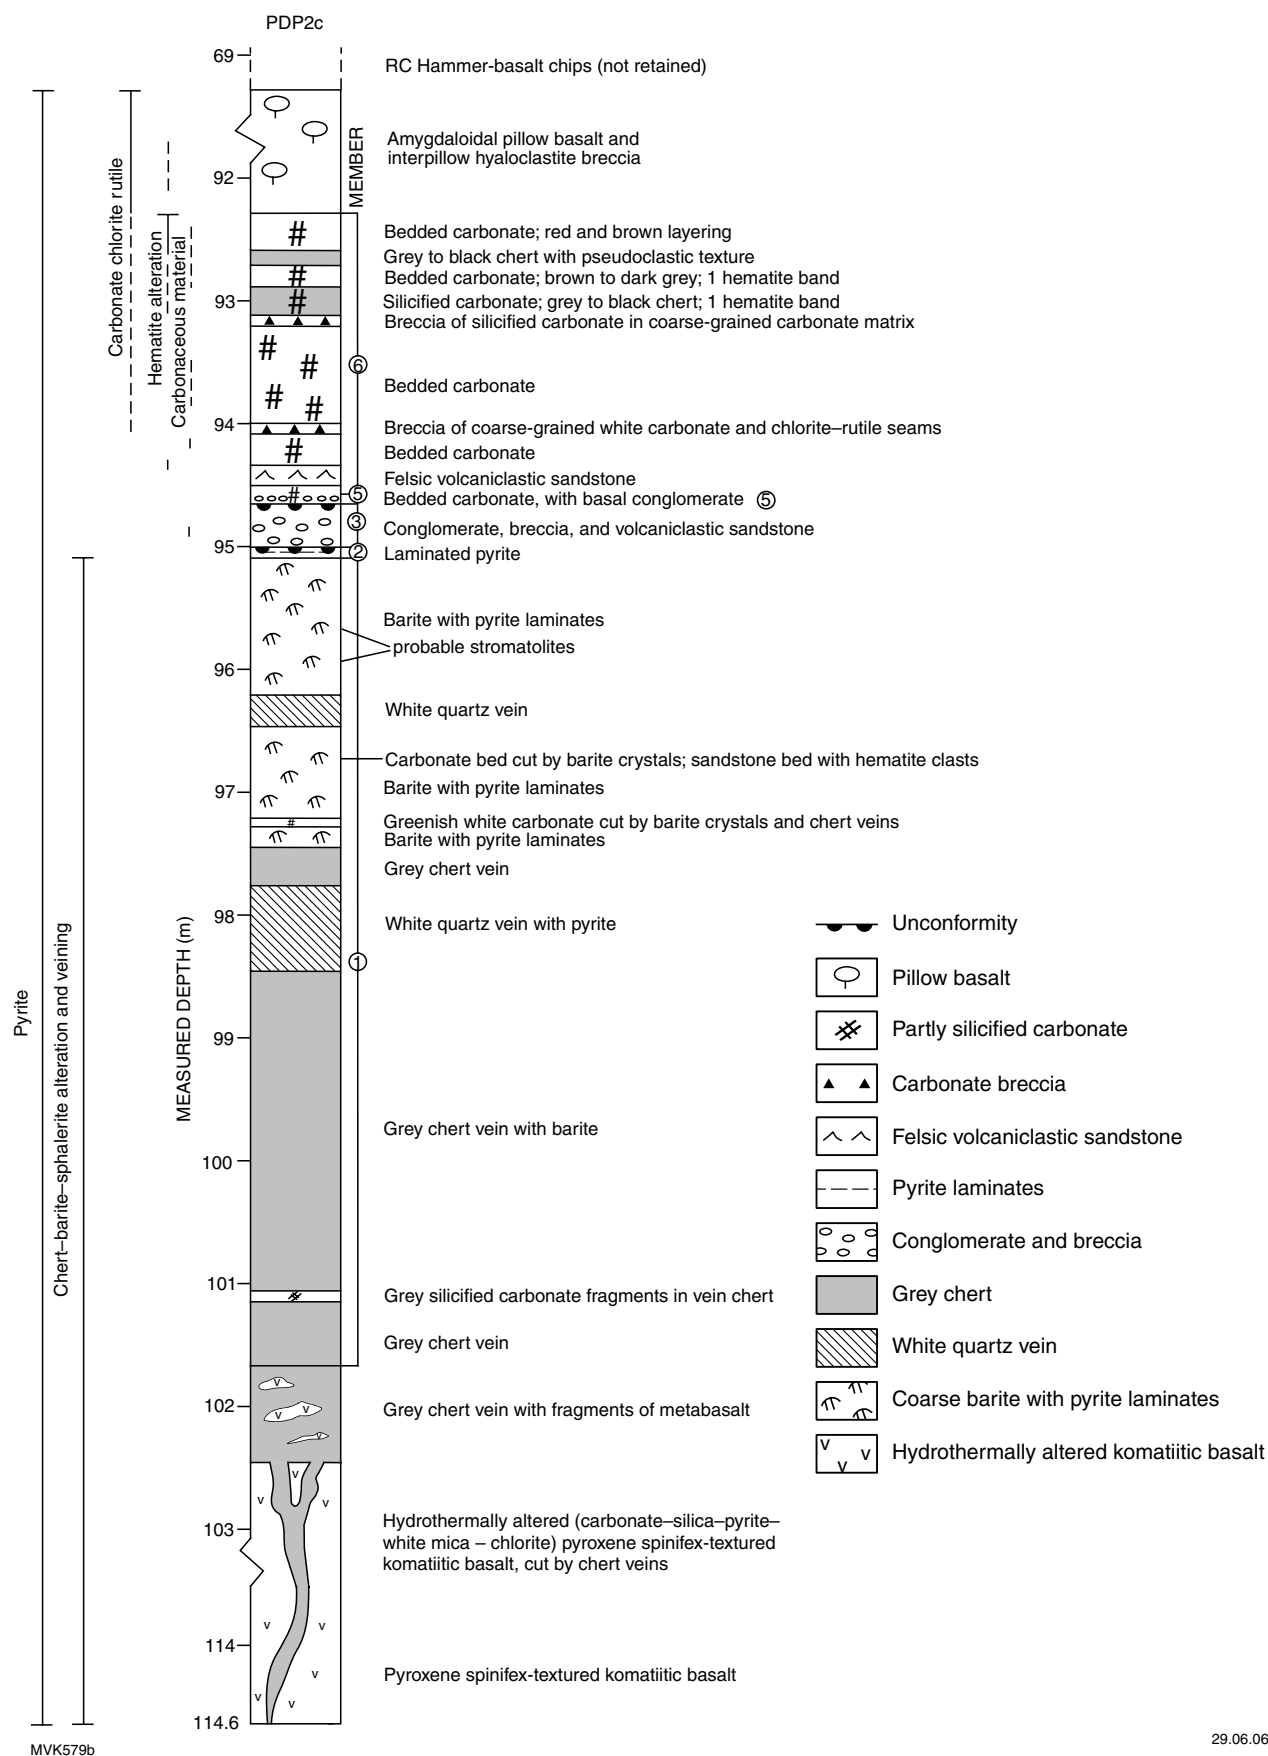 PDP2c
69
RC Hammer-basalt chips (not retained)
Amygdaloidal pillow basalt and
interpillow hyaloclastite breccia
MEMBER
92
Carbonate chlorite rutile
Hematite alteration
Carbonaceous material
#
Bedded carbonate; red and brown layering
Grey to black chert with pseudoclastic texture
#
Bedded carbonate; brown to dark grey; 1 hematite band
93
#
Silicified carbonate; grey to black chert; 1 hematite band
Breccia of silicified carbonate in coarse-grained carbonate matrix
# # # #
6
Bedded carbonate
94
Breccia of coarse-grained white carbonate and chlorite–rutile seams
#
Bedded carbonate
Felsic volcaniclastic sandstone
#
5
Bedded carbonate, with basal conglomerate 5
3
Conglomerate, breccia, and volcaniclastic sandstone
95
2
Laminated pyrite
Barite with pyrite laminates
probable stromatolites
96
White quartz vein
Carbonate bed cut by barite crystals; sandstone bed with hematite clasts
97
Barite with pyrite laminates
#
Greenish white carbonate cut by barite crystals and chert veins
Barite with pyrite laminates
Grey chert vein
98
White quartz vein with pyrite
1
MEASURED DEPTH (m)
Pyrite
Chert–barite–sphalerite alteration and veining
99
Grey chert vein with barite
100
101
Grey silicified carbonate fragments in vein chert
Grey chert vein
v
102
v v
Grey chert vein with fragments of metabasalt
v
v
v v
103
Hydrothermally altered (carbonate–silica–pyrite–
white mica – chlorite) pyroxene spinifex-textured
komatiitic basalt, cut by chert veins
v v
114
v
Pyroxene spinifex-textured komatiitic basalt
v v
114.6
Unconformity
Pillow basalt
Partly silicified carbonate
Carbonate breccia
Felsic volcaniclastic sandstone
Pyrite laminates
Conglomerate and breccia
Grey chert
White quartz vein
Coarse barite with pyrite laminates
v v v
Hydrothermally altered komatiitic basalt
MVK579b
29.06.06